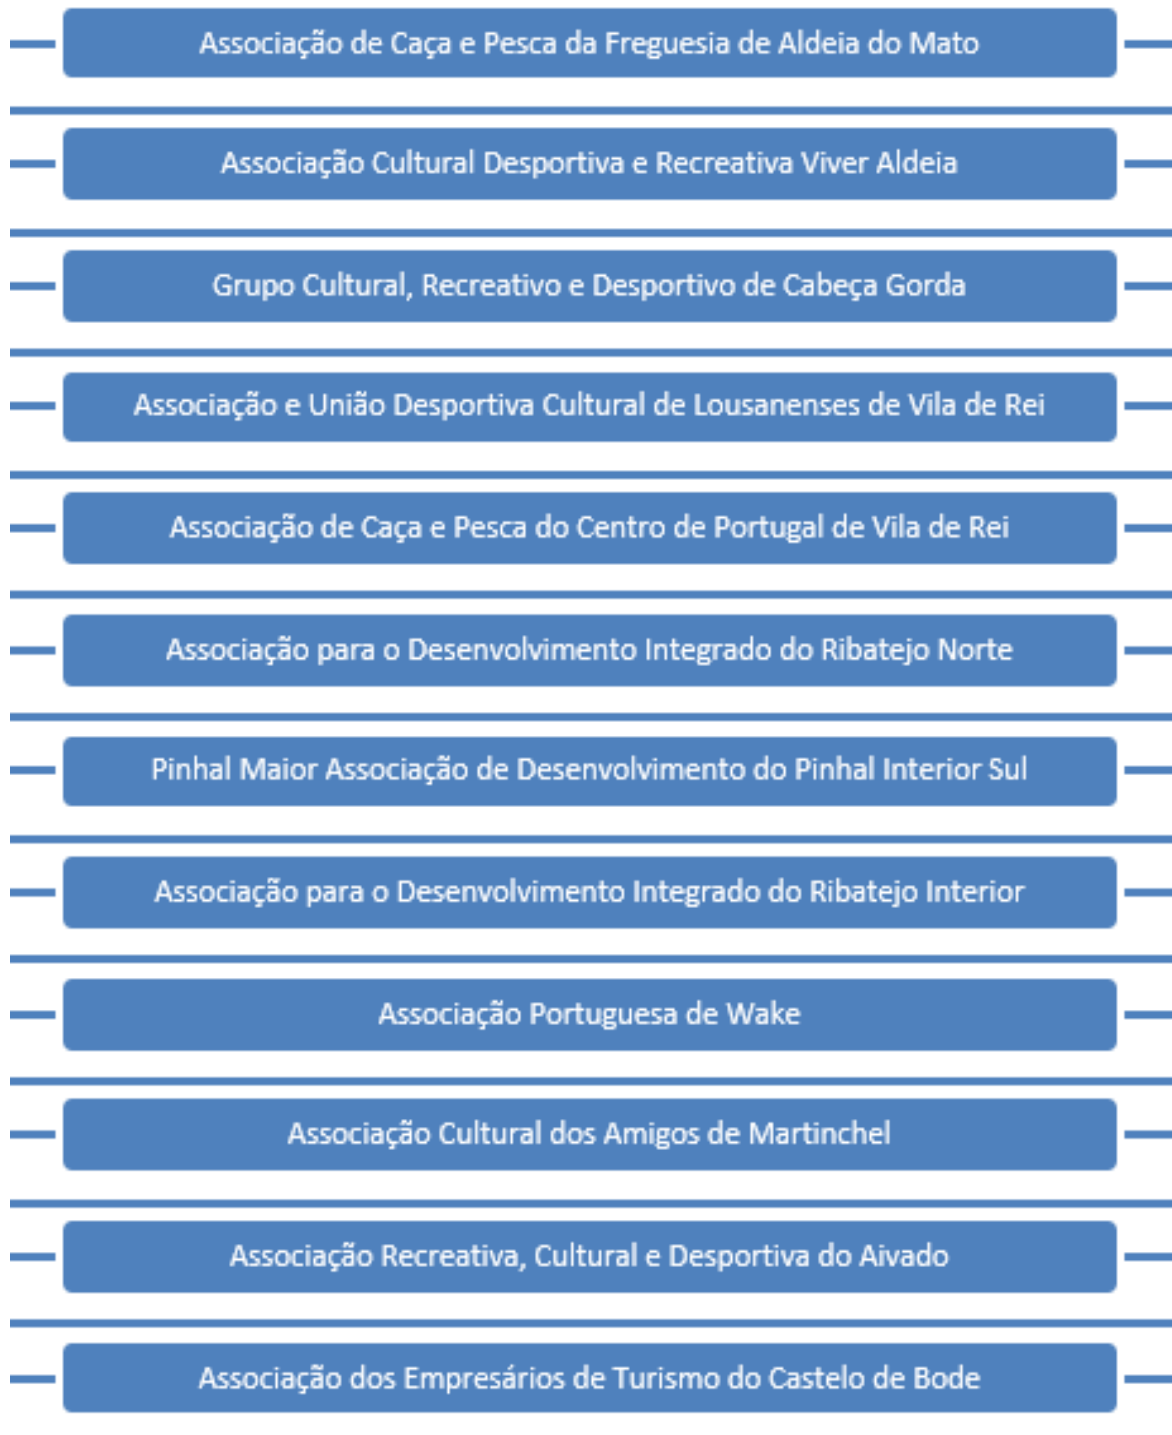 Associação de Caça e Pesca da Freguesia de Aldeia do Mato
Associação Cultural Desportiva e Recreativa Viver Aldeia
Grupo Cultural, Recreativo e Desportivo de Cabeça Gorda
Associação e União Desportiva Cultural de Lousanenses de Vila de Rei
Associação de Caça e Pesca do Centro de Portugal de Vila de Rei
Associação para o Desenvolvimento Integrado do Ribatejo Norte
Pinhal Maior Associação de Desenvolvimento do Pinhal Interior Sul
Associação para o Desenvolvimento Integrado do Ribatejo Interior
Associação Portuguesa de Wake
Associação Cultural dos Amigos de Martinchel
Associação Recreativa, Cultural e Desportiva do Aivado
Associação dos Empresários de Turismo do Castelo de Bode